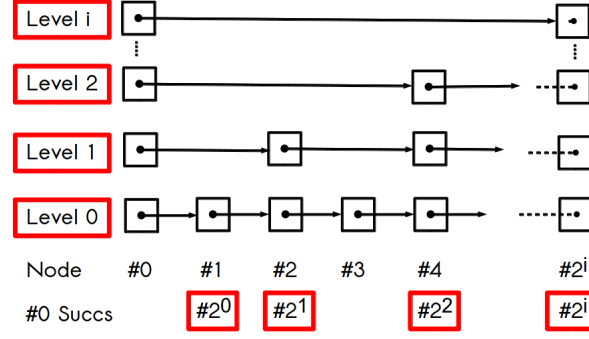 Level i
Level 2
Level 1
Level 0
Node #0 #1 #2 #3 #4 #2ⁱ
#0 Succs #2⁰ #2¹ #2² #2ⁱ